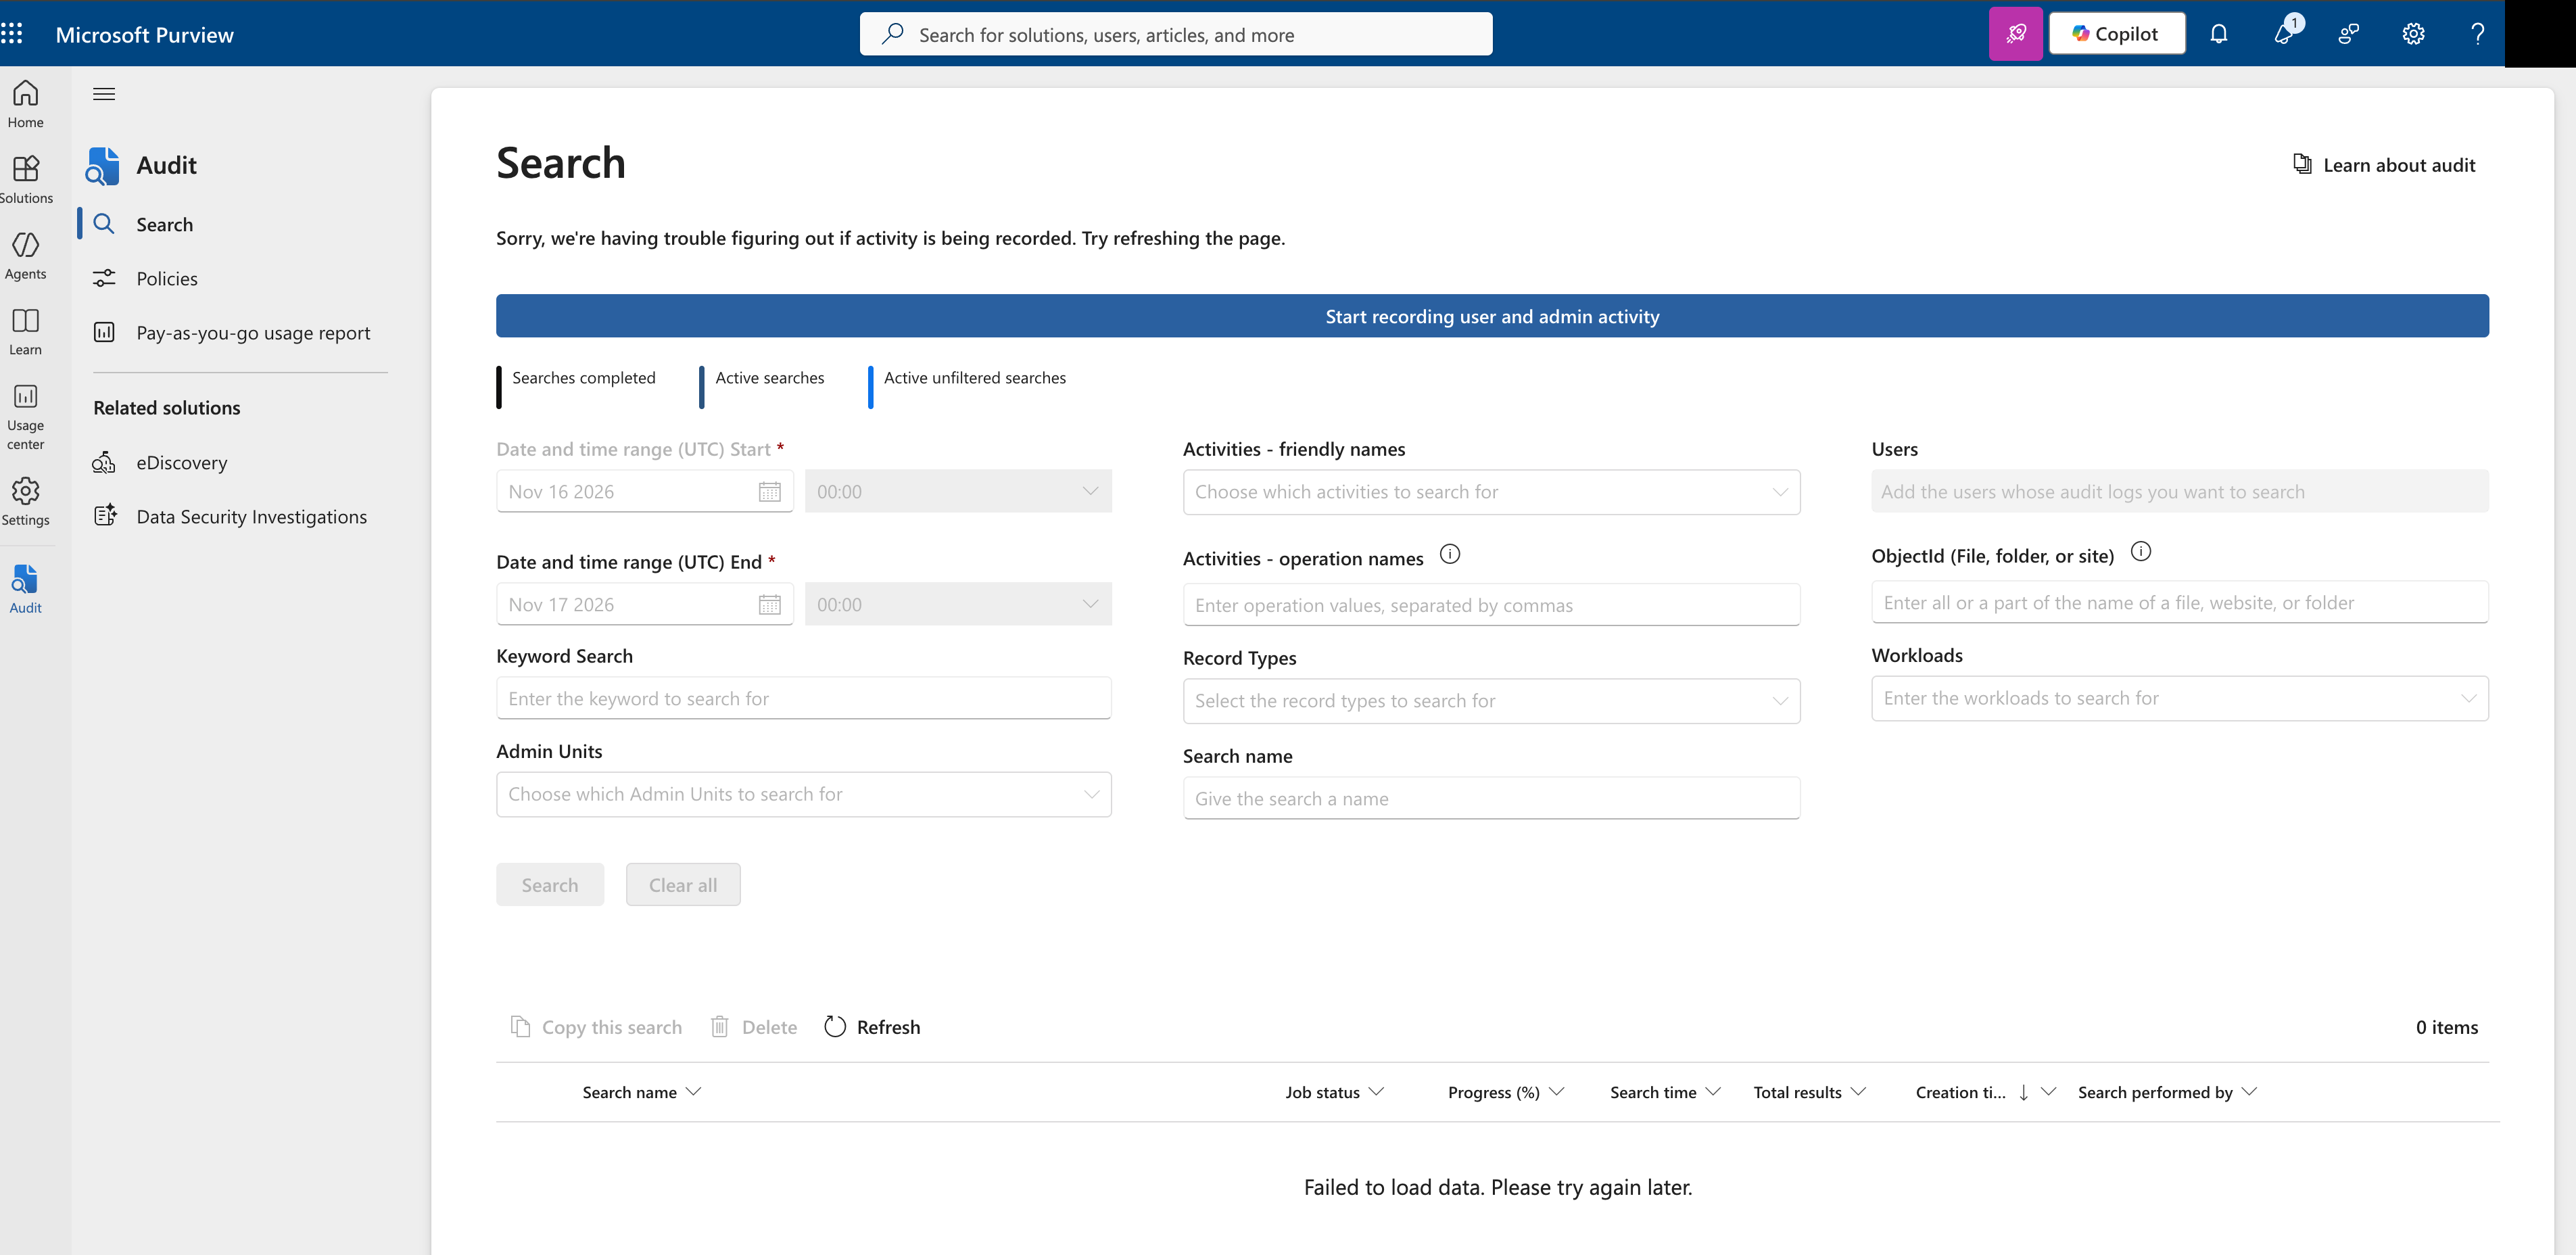 Microsoft Purview
Search for solutions, users, articles, and more
Copilot
1
?
Home
Solutions
Agents
Learn
Usage
center
Settings
Audit
Audit
Search
Policies
Pay-as-you-go usage report
Related solutions
eDiscovery
Data Security Investigations
Search
Learn about audit
Sorry, we're having trouble figuring out if activity is being recorded. Try refreshing the page.
Start recording user and admin activity
Searches completed
Active searches
Active unfiltered searches
Date and time range (UTC) Start *
Nov 16 2026
00:00
Date and time range (UTC) End *
Nov 17 2026
00:00
Keyword Search
Enter the keyword to search for
Admin Units
Choose which Admin Units to search for
Activities - friendly names
Choose which activities to search for
Activities - operation names
Enter operation values, separated by commas
Record Types
Select the record types to search for
Search name
Give the search a name
Users
Add the users whose audit logs you want to search
ObjectId (File, folder, or site)
Enter all or a part of the name of a file, website, or folder
Workloads
Enter the workloads to search for
Search
Clear all
Copy this search
Delete
Refresh
0 items
Search name
Job status
Progress (%)
Search time
Total results
Creation ti...
Search performed by
Failed to load data. Please try again later.